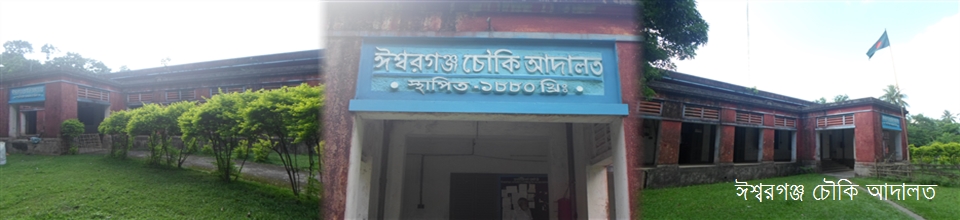 ঈশ্বরগঞ্জ চৌকি আদালত
স্থাপিত-১৮৮০ খ্রিঃ
ঈশ্বরগঞ্জ চৌকি আদালত